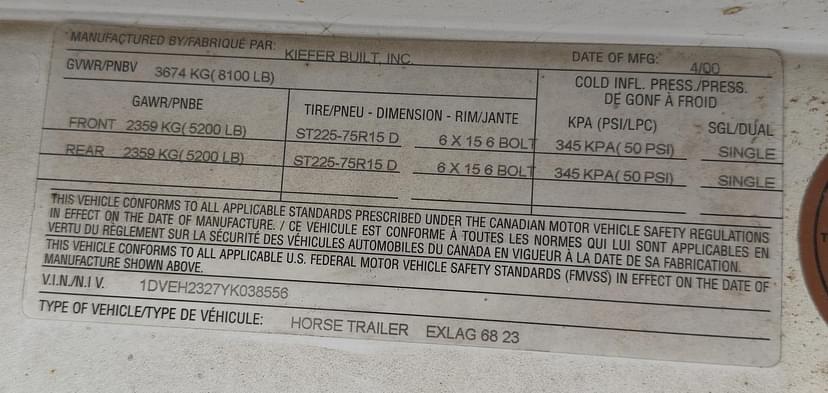 MANUFACTURED BY/FABRIQUÉ PAR: KIEFER BUILT, INC. DATE OF MFG: 4/00
GVWR/PNBV 3674 KG( 8100 LB) COLD INFL. PRESS./PRESS. DE GONF À FROID
GAWR/PNBE TIRE/PNEU - DIMENSION - RIM/JANTE KPA (PSI/LPC) SGL/DUAL
FRONT 2359 KG( 5200 LB) ST225-75R15 D 6 X 15 6 BOLT 345 KPA( 50 PSI) SINGLE
REAR 2359 KG( 5200 LB) ST225-75R15 D 6 X 15 6 BOLT 345 KPA( 50 PSI) SINGLE
THIS VEHICLE CONFORMS TO ALL APPLICABLE STANDARDS PRESCRIBED UNDER THE CANADIAN MOTOR VEHICLE SAFETY REGULATIONS
IN EFFECT ON THE DATE OF MANUFACTURE. / CE VÉHICULE EST CONFORME À TOUTES LES NORMES QUI LUI SONT APPLICABLES EN
VERTU DU RÈGLEMENT SUR LA SÉCURITÉ DES VÉHICULES AUTOMOBILES DU CANADA EN VIGUEUR À LA DATE DE SA FABRICATION.
THIS VEHICLE CONFORMS TO ALL APPLICABLE U.S. FEDERAL MOTOR VEHICLE SAFETY STANDARDS (FMVSS) IN EFFECT ON THE DATE OF
MANUFACTURE SHOWN ABOVE.
V.I.N./N.I V. 1DVEH2327YK038556
TYPE OF VEHICLE/TYPE DE VÉHICULE: HORSE TRAILER EXLAG 68 23